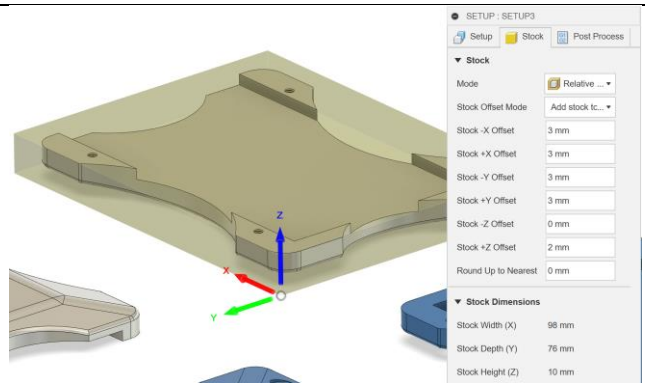 SETUP : SETUP3
Setup Stock Post Process
Stock
Mode Relative ...
Stock Offset Mode Add stock tc...
Stock -X Offset 3 mm
Stock +X Offset 3 mm
Stock -Y Offset 3 mm
Stock +Y Offset 3 mm
Stock -Z Offset 0 mm
Stock +Z Offset 2 mm
Round Up to Nearest 0 mm
Stock Dimensions
Stock Width (X) 98 mm
Stock Depth (Y) 76 mm
Stock Height (Z) 10 mm
Z
X
Y